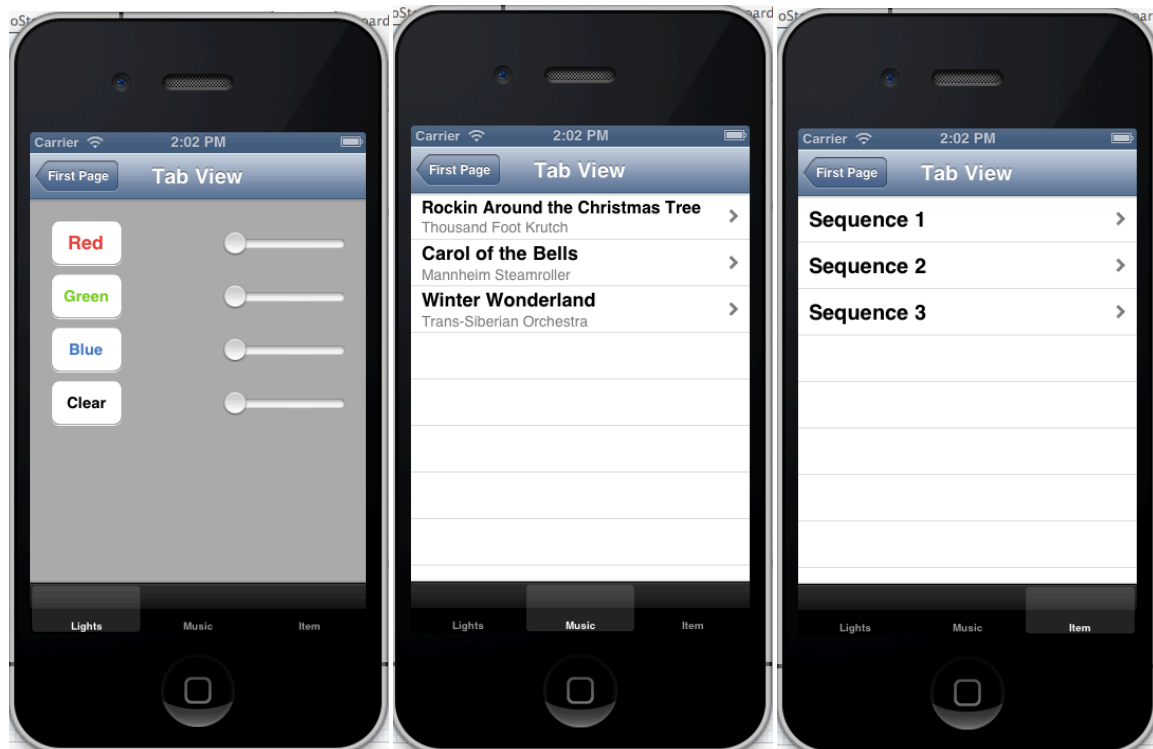 Carrier 2:02 PM
First Page Tab View
Red
Green
Blue
Clear
Lights Music Item
Carrier 2:02 PM
First Page Tab View
Rockin Around the Christmas Tree
Thousand Foot Krutch
Carol of the Bells
Mannheim Steamroller
Winter Wonderland
Trans-Siberian Orchestra
Lights Music Item
Carrier 2:02 PM
First Page Tab View
Sequence 1
Sequence 2
Sequence 3
Lights Music Item